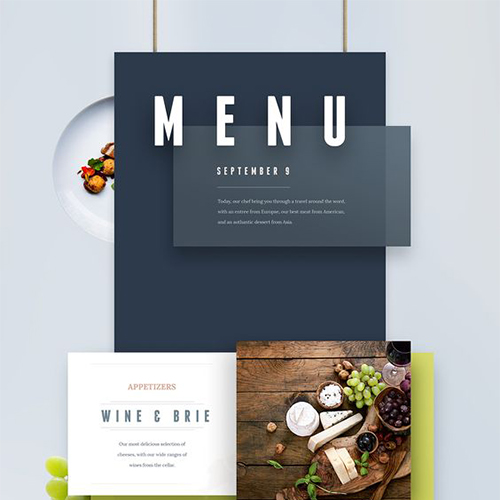 MENU
SEPTEMBER 9
Today, our chef bring you through a travel around the word,
with an entree from Europe, our best meat from American,
and an authantic dessert from Asia.
APPETIZERS
WINE & BRIE
Our most delicious selection of
cheeses, with our wide ranges of
wines from the cellar.